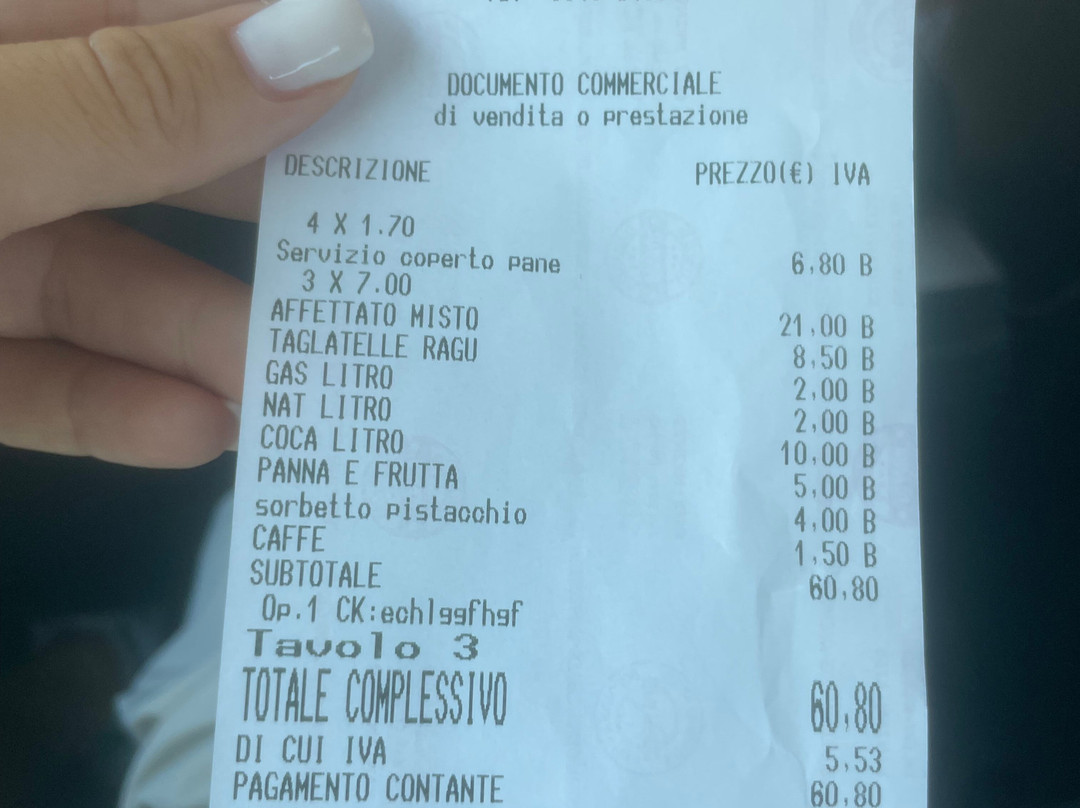 DOCUMENTO COMMERCIALE
di vendita o prestazione
DESCRIZIONE PREZZO(€) IVA
4 X 1.70
Servizio coperto pane 6,80 B
3 X 7.00
AFFETTATO MISTO 21,00 B
TAGLATELLE RAGU 8,50 B
GAS LITRO 2,00 B
NAT LITRO 2,00 B
COCA LITRO 10,00 B
PANNA E FRUTTA 5,00 B
sorbetto pistacchio 4,00 B
CAFFE 1,50 B
SUBTOTALE 60,80
Op.1 CK:echlggfhgf
Tavolo 3
TOTALE COMPLESSIVO 60,80
DI CUI IVA 5,53
PAGAMENTO CONTANTE 60,80